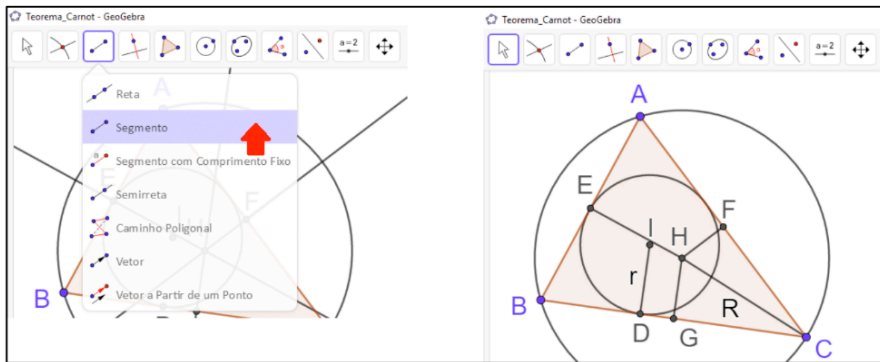 Teorema_Carnot - GeoGebra
a=2
Reta
Segmento
Segmento com Comprimento Fixo
Semirreta
Caminho Poligonal
Vetor
Vetor a Partir de um Ponto
A
E
F
B
Teorema_Carnot - GeoGebra
a=2
A
E
F
I
H
r
R
B
D
G
C